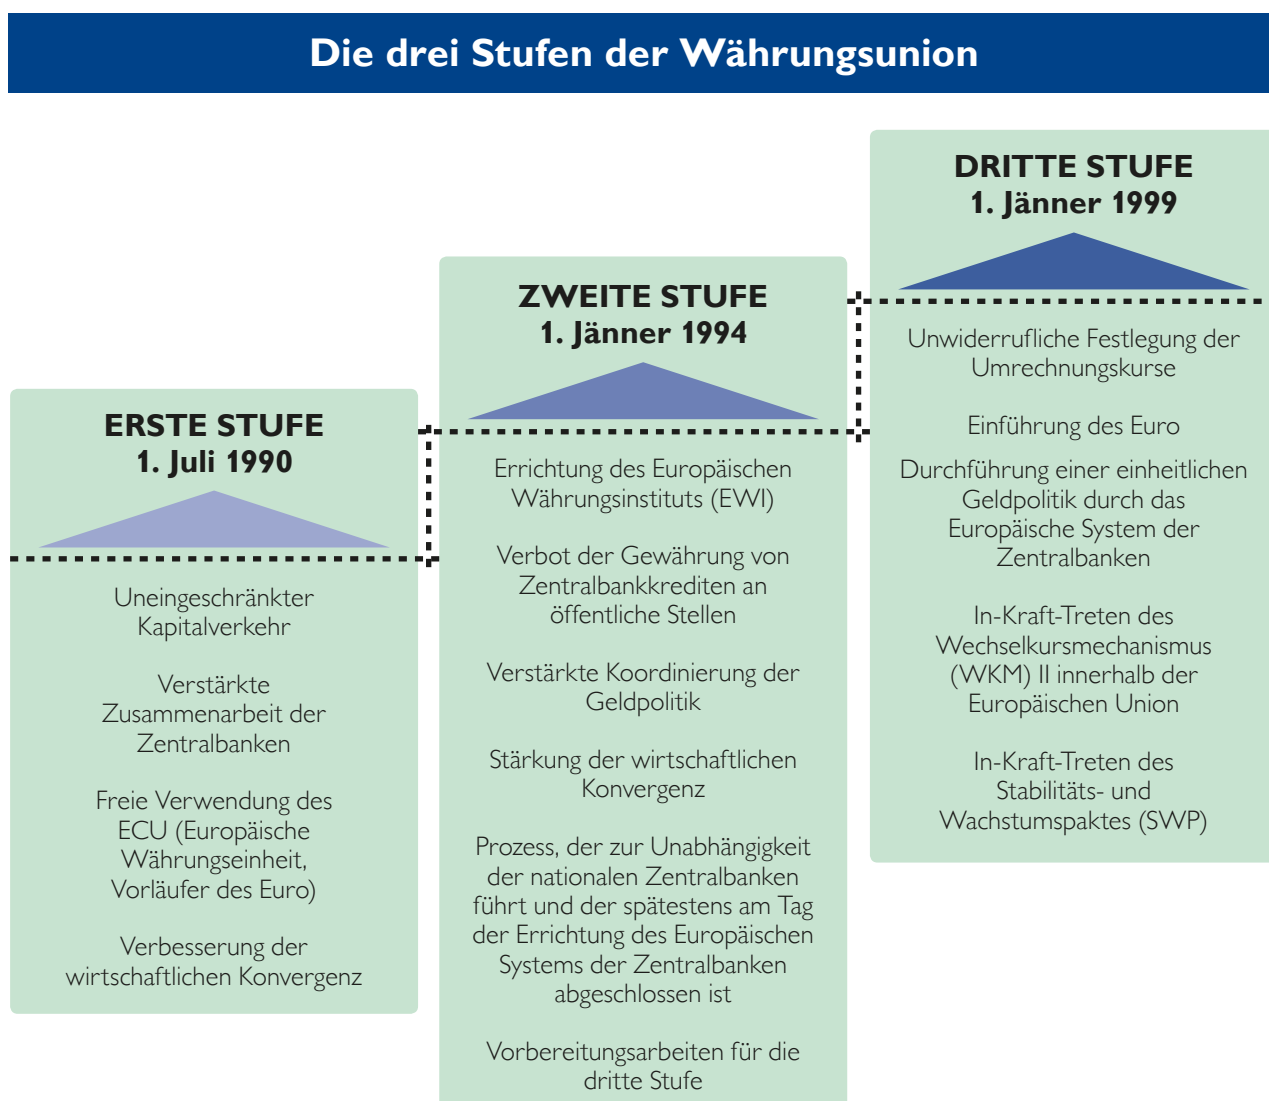 Die drei Stufen der Währungsunion
ERSTE STUFE
1. Juli 1990
Uneingeschränkter
Kapitalverkehr
Verstärkte
Zusammenarbeit der
Zentralbanken
Freie Verwendung des
ECU (Europäische
Währungseinheit,
Vorläufer des Euro)
Verbesserung der
wirtschaftlichen Konvergenz
ZWEITE STUFE
1. Jänner 1994
Errichtung des Europäischen
Währungsinstituts (EWI)
Verbot der Gewährung von
Zentralbankkrediten an
öffentliche Stellen
Verstärkte Koordinierung der
Geldpolitik
Stärkung der wirtschaftlichen
Konvergenz
Prozess, der zur Unabhängigkeit
der nationalen Zentralbanken
führt und der spätestens am Tag
der Errichtung des Europäischen
Systems der Zentralbanken
abgeschlossen ist
Vorbereitungsarbeiten für die
dritte Stufe
DRITTE STUFE
1. Jänner 1999
Unwiderrufliche Festlegung der
Umrechnungskurse
Einführung des Euro
Durchführung einer einheitlichen
Geldpolitik durch das
Europäische System der
Zentralbanken
In-Kraft-Treten des
Wechselkursmechanismus
(WKM) II innerhalb der
Europäischen Union
In-Kraft-Treten des
Stabilitäts- und
Wachstumspaktes (SWP)